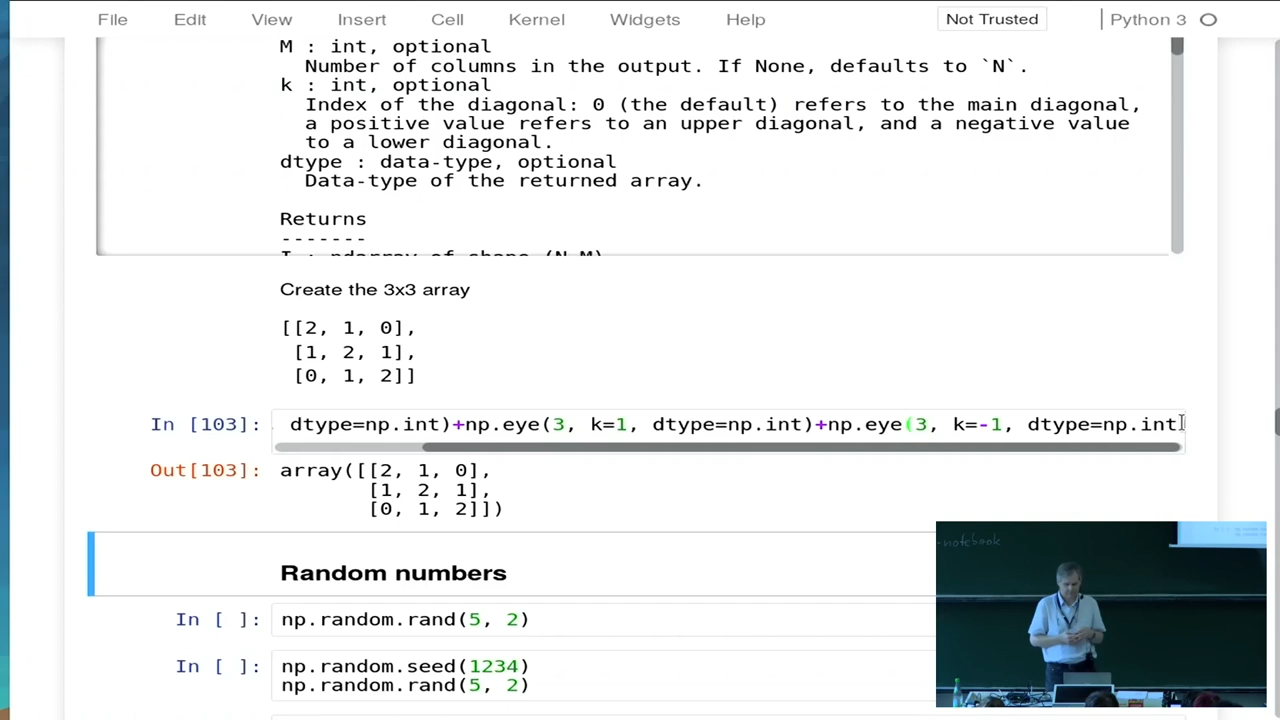 File Edit View Insert Cell Kernel Widgets Help Not Trusted Python 3
M : int, optional
Number of columns in the output. If None, defaults to `N`.
k : int, optional
Index of the diagonal: 0 (the default) refers to the main diagonal,
a positive value refers to an upper diagonal, and a negative value
to a lower diagonal.
dtype : data-type, optional
Data-type of the returned array.
Returns
-------
I : ndarray of shape (N,M)
Create the 3x3 array
[[2, 1, 0],
[1, 2, 1],
[0, 1, 2]]
In [103]: dtype=np.int)+np.eye(3, k=1, dtype=np.int)+np.eye(3, k=-1, dtype=np.int)
Out[103]: array([[2, 1, 0],
[1, 2, 1],
[0, 1, 2]])
-notebook
Random numbers
In [ ]: np.random.rand(5, 2)
In [ ]: np.random.seed(1234)
np.random.rand(5, 2)